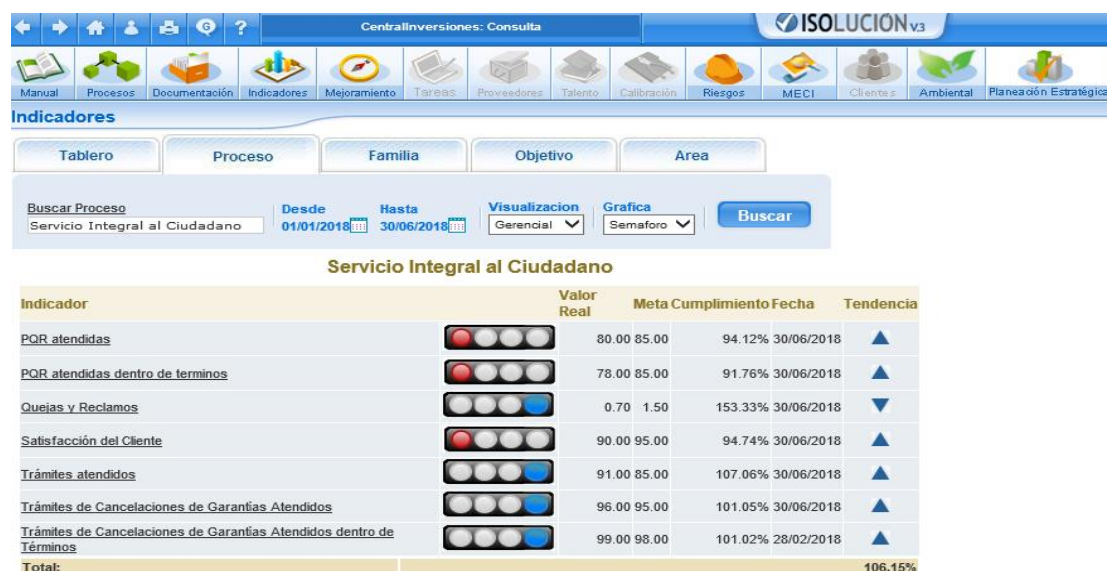 G ? CentralInversiones: Consulta ISOLUCIÓN V.3
Manual Procesos Documentación Indicadores Mejoramiento Tareas Proveedores Talento Calibración Riesgos MECI Clientes Ambiental Planeación Estratégica
Indicadores
Tablero Proceso Familia Objetivo Area
Buscar Proceso Desde Hasta Visualizacion Grafica
Servicio Integral al Ciudadano 01/01/2018 30/06/2018 Gerencial Semaforo Buscar
Servicio Integral al Ciudadano
Indicador Valor Real Meta Cumplimiento Fecha Tendencia
PQR atendidas 80.00 85.00 94.12% 30/06/2018
PQR atendidas dentro de terminos 78.00 85.00 91.76% 30/06/2018
Quejas y Reclamos 0.70 1.50 153.33% 30/06/2018
Satisfacción del Cliente 90.00 95.00 94.74% 30/06/2018
Trámites atendidos 91.00 85.00 107.06% 30/06/2018
Trámites de Cancelaciones de Garantías Atendidos 96.00 95.00 101.05% 30/06/2018
Trámites de Cancelaciones de Garantías Atendidos dentro de
Términos 99.00 98.00 101.02% 28/02/2018
Total: 106.15%